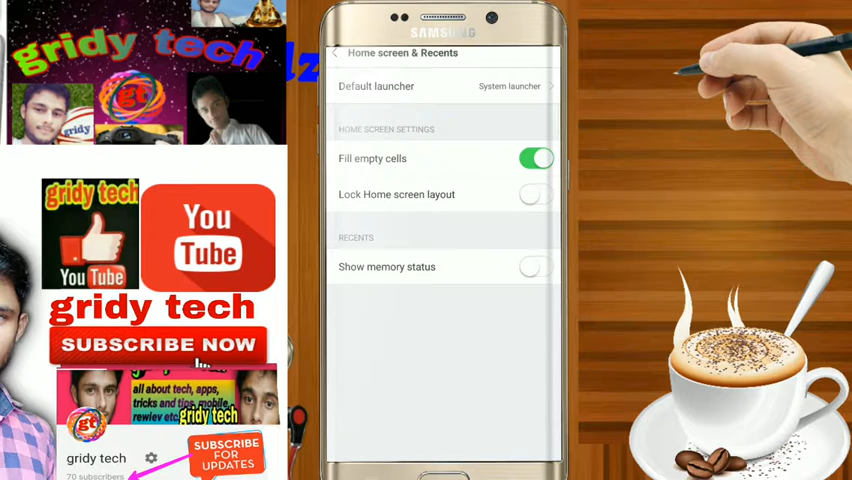 gridy tech
gt
gridy
gridy tech
You Tube
You
Tube
gridy tech
SUBSCRIBE NOW
all about tech, apps,
tricks and tips, mobile
rewiev etc.
gridy tech
gt
gridy tech
70 subscribers
SUBSCRIBE
FOR
UPDATES
SAMSUNG
Home screen & Recents
Default launcher System launcher
HOME SCREEN SETTINGS
Fill empty cells
Lock Home screen layout
RECENTS
Show memory status